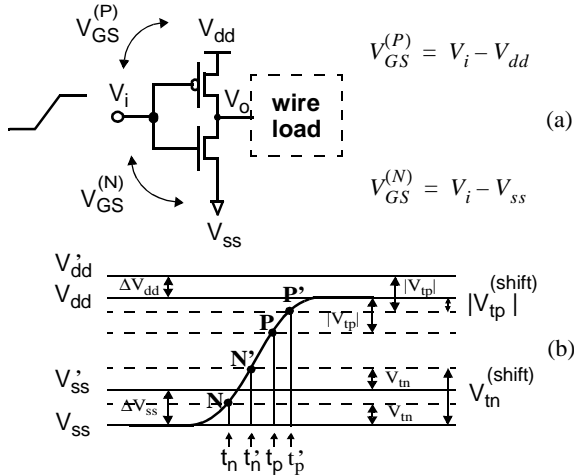 V_GS^(P)
V_dd
V_GS^(P) = V_i – V_dd
V_i
V_o
wire
load
(a)
V_GS^(N)
V_GS^(N) = V_i – V_ss
V_ss
V'_dd
ΔV_dd
V_dd
P'
|V_tp|
|V_tp|
|V_tp|^(shift)
P
N'
(b)
V'_ss
V_tn
V_tn^(shift)
ΔV_ss
N
V_tn
V_ss
t_n t'_n t_p t'_p